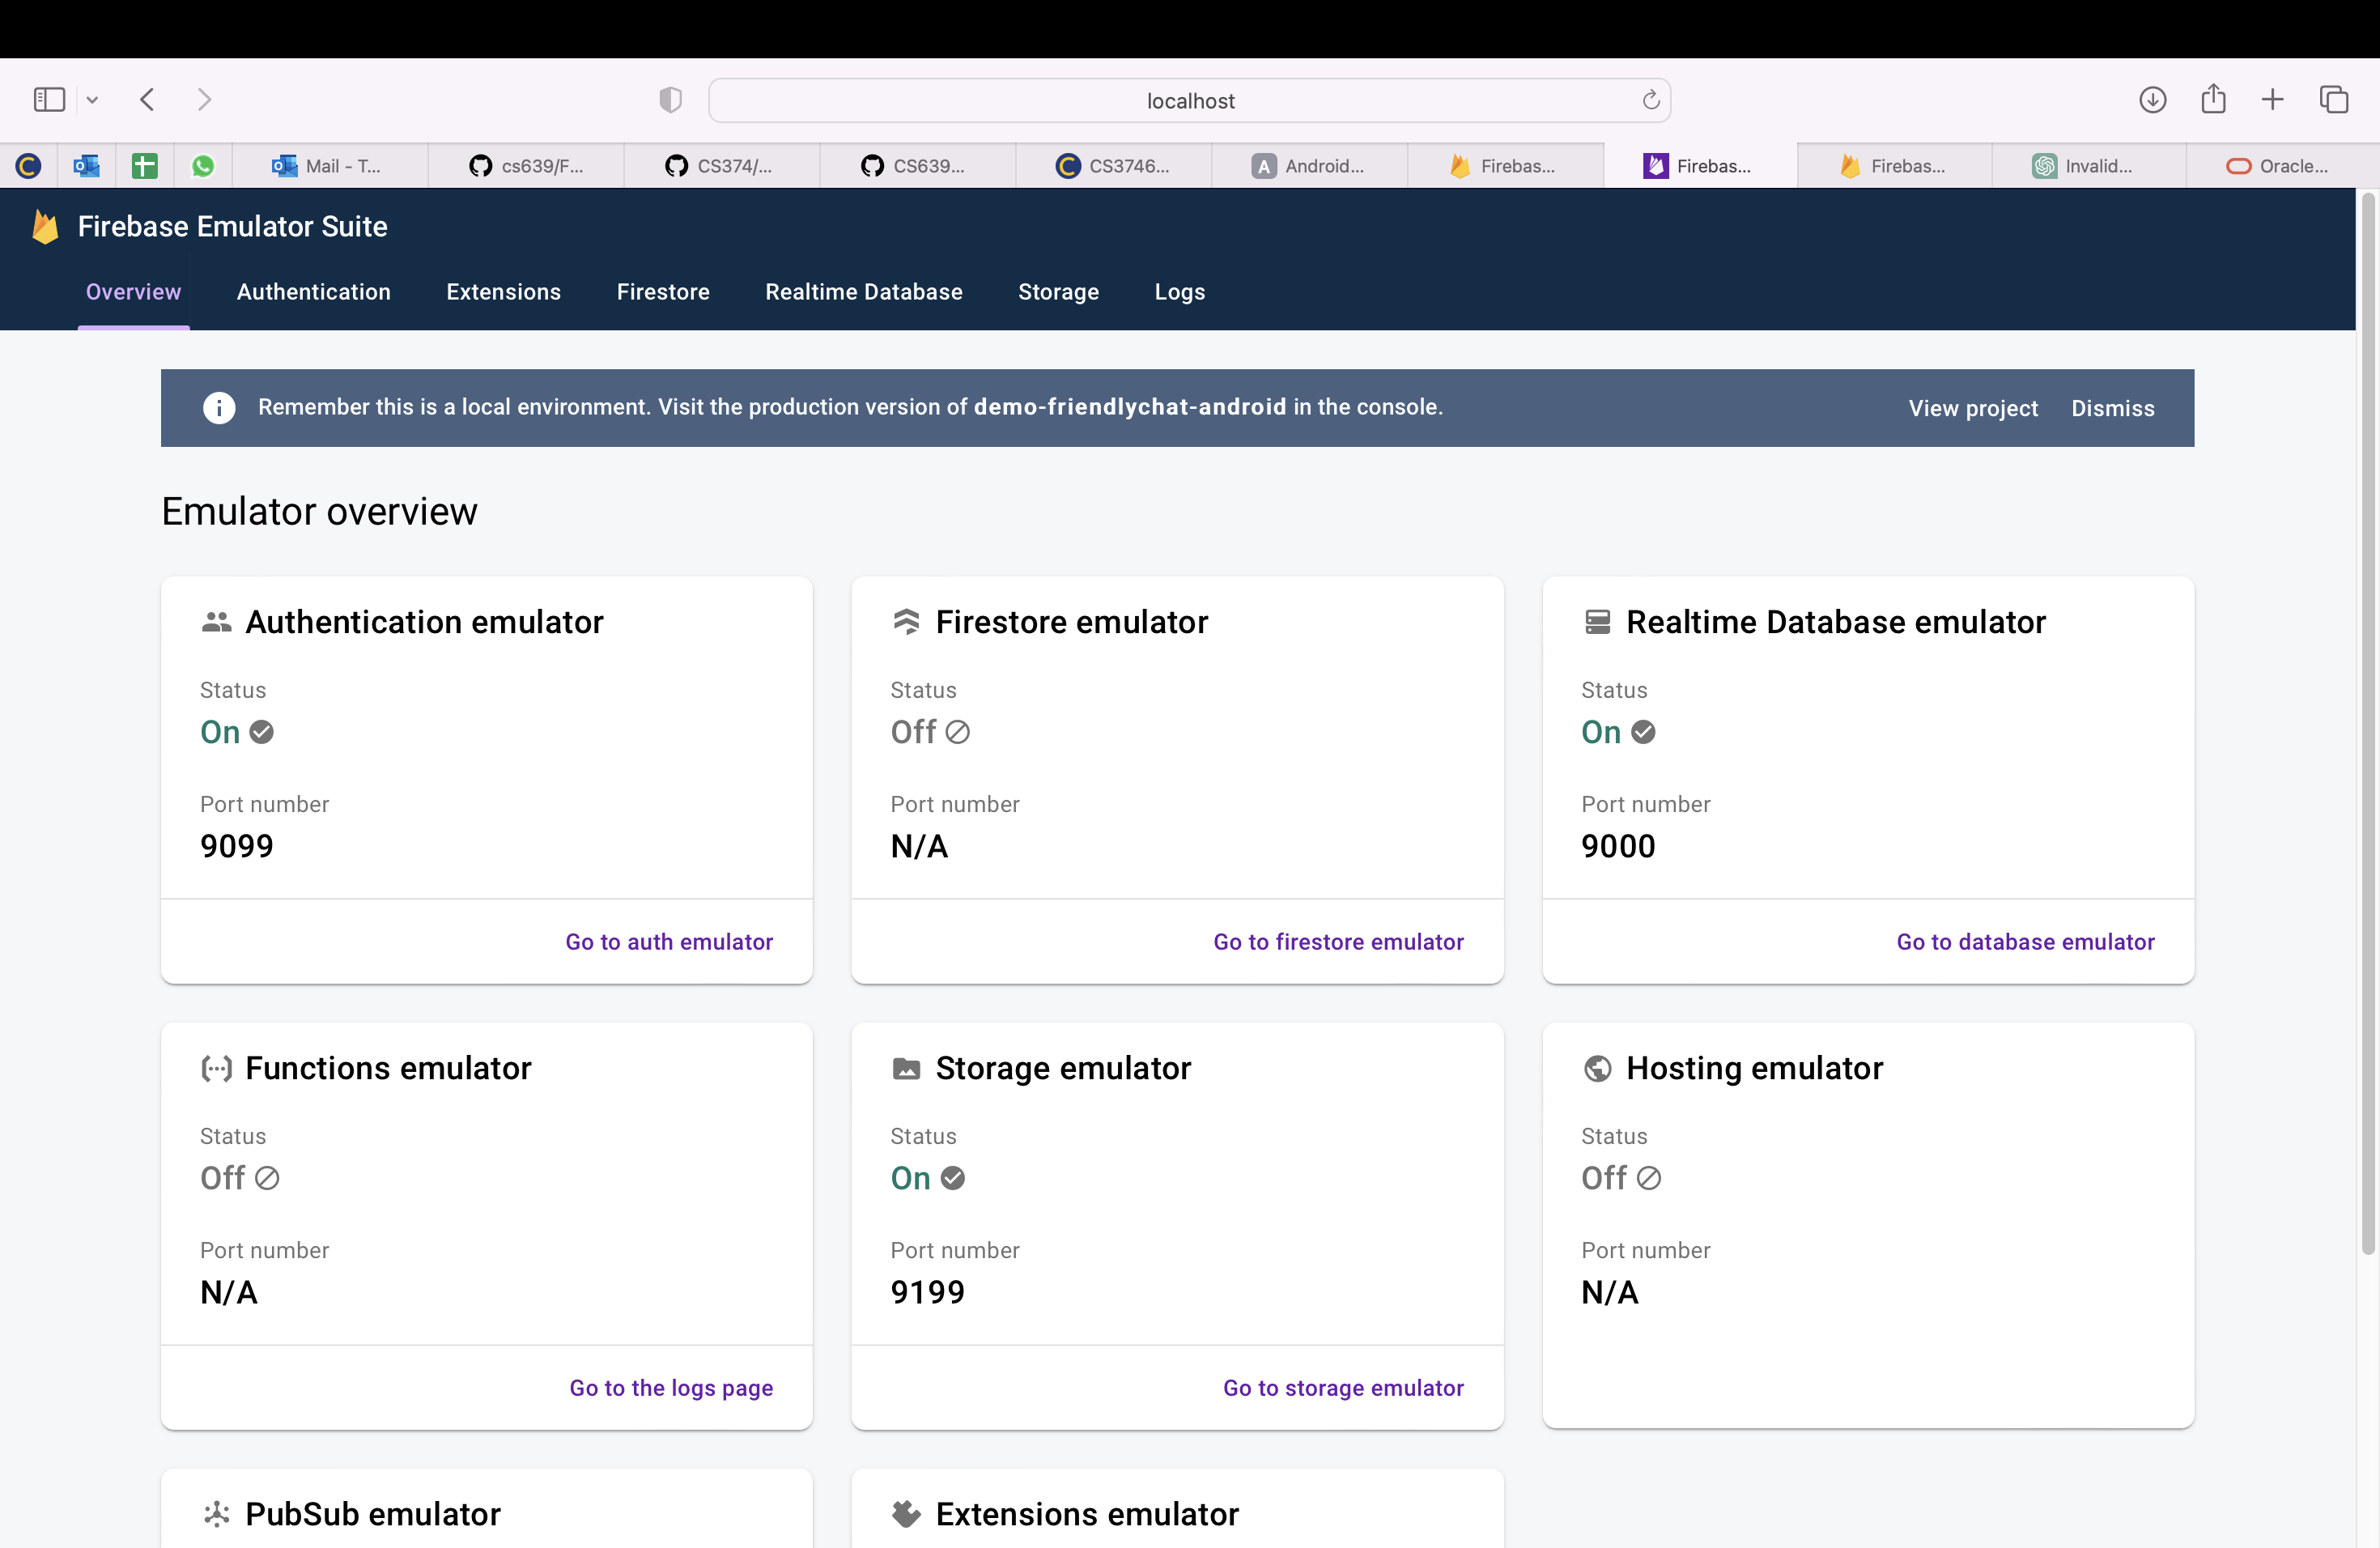 localhost
Mail - T...
cs639/F...
CS374/...
CS639...
CS3746...
Android...
Firebas...
Firebas...
Firebas...
Invalid...
Oracle...
Firebase Emulator Suite
Overview Authentication Extensions Firestore Realtime Database Storage Logs
Remember this is a local environment. Visit the production version of demo-friendlychat-android in the console. View project Dismiss
Emulator overview
Authentication emulator
Status
On
Port number
9099
Go to auth emulator
Firestore emulator
Status
Off
Port number
N/A
Go to firestore emulator
Realtime Database emulator
Status
On
Port number
9000
Go to database emulator
Functions emulator
Status
Off
Port number
N/A
Go to the logs page
Storage emulator
Status
On
Port number
9199
Go to storage emulator
Hosting emulator
Status
Off
Port number
N/A
PubSub emulator
Extensions emulator